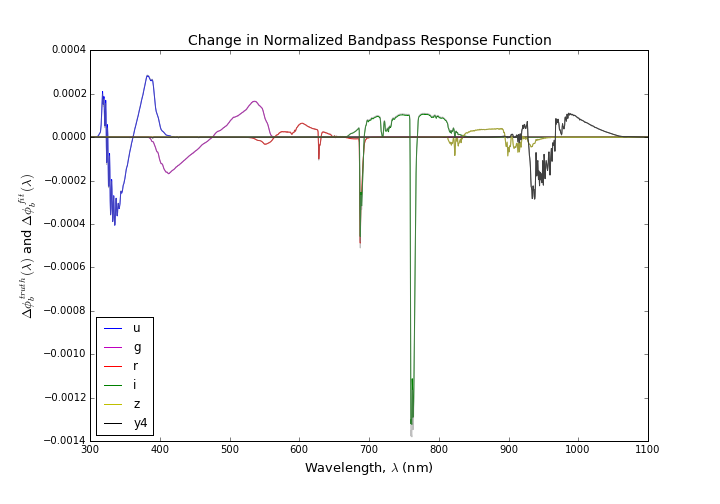 Change in Normalized Bandpass Response Function
0.0004
0.0002
0.0000
−0.0002
−0.0004
−0.0006
−0.0008
−0.0010
−0.0012
−0.0014
Δϕ_b^{truth}(λ) and Δϕ_b^{fit}(λ)
u
g
r
i
z
y4
300 400 500 600 700 800 900 1000 1100
Wavelength, λ (nm)